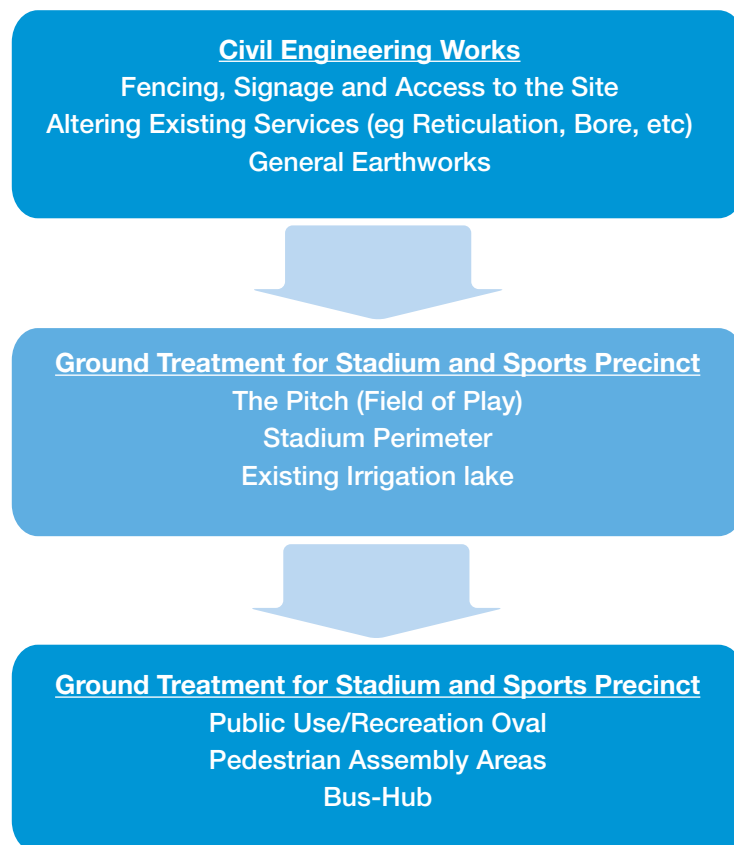 Civil Engineering Works
Fencing, Signage and Access to the Site
Altering Existing Services (eg Reticulation, Bore, etc)
General Earthworks
Ground Treatment for Stadium and Sports Precinct
The Pitch (Field of Play)
Stadium Perimeter
Existing Irrigation lake
Ground Treatment for Stadium and Sports Precinct
Public Use/Recreation Oval
Pedestrian Assembly Areas
Bus-Hub